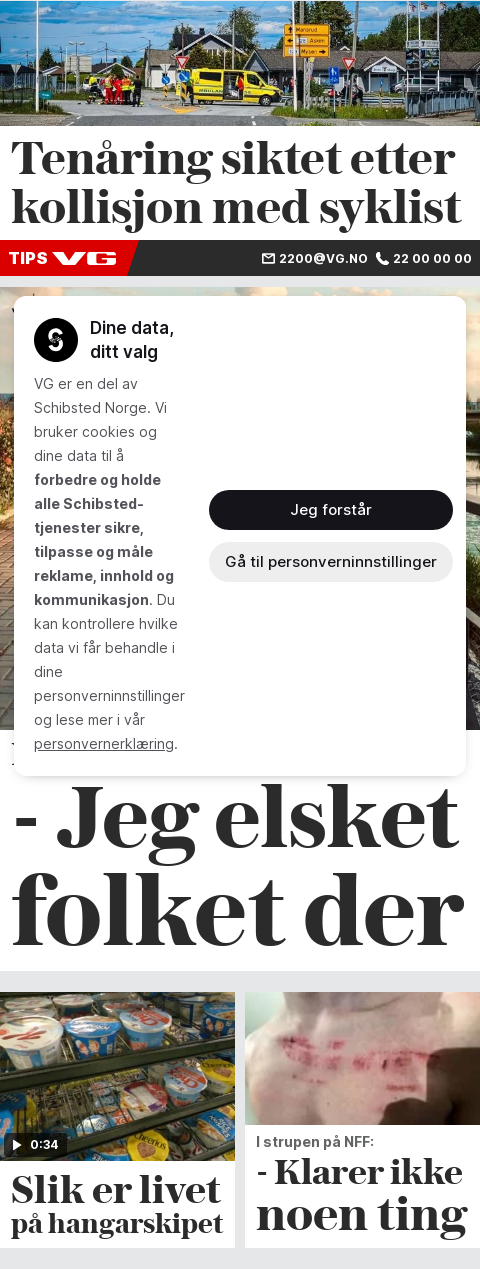 Tenåring siktet etter
kollisjon med syklist
TIPS VG
2200@VG.NO 22 00 00 00
Dine data,
ditt valg
VG er en del av
Schibsted Norge. Vi
bruker cookies og
dine data til å
forbedre og holde
alle Schibsted-
tjenester sikre,
tilpasse og måle
reklame, innhold og
kommunikasjon. Du
kan kontrollere hvilke
data vi får behandle i
dine
personverninnstillinger
og lese mer i vår
personvernerklæring.
Jeg forstår
Gå til personverninnstillinger
- Jeg elsket
folket der
0:34
Slik er livet
på hangarskipet
I strupen på NFF:
- Klarer ikke
noen ting